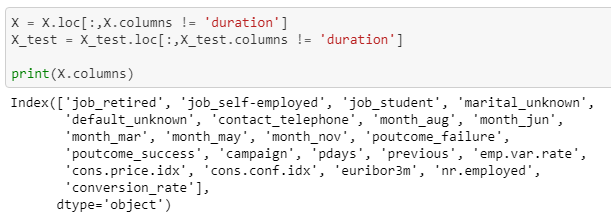 X = X.loc[:,X.columns != 'duration']
X_test = X_test.loc[:,X_test.columns != 'duration']
print(X.columns)
Index(['job_retired', 'job_self-employed', 'job_student', 'marital_unknown',
'default_unknown', 'contact_telephone', 'month_aug', 'month_jun',
'month_mar', 'month_may', 'month_nov', 'poutcome_failure',
'poutcome_success', 'campaign', 'pdays', 'previous', 'emp.var.rate',
'cons.price.idx', 'cons.conf.idx', 'euribor3m', 'nr.employed',
'conversion_rate'],
dtype='object')